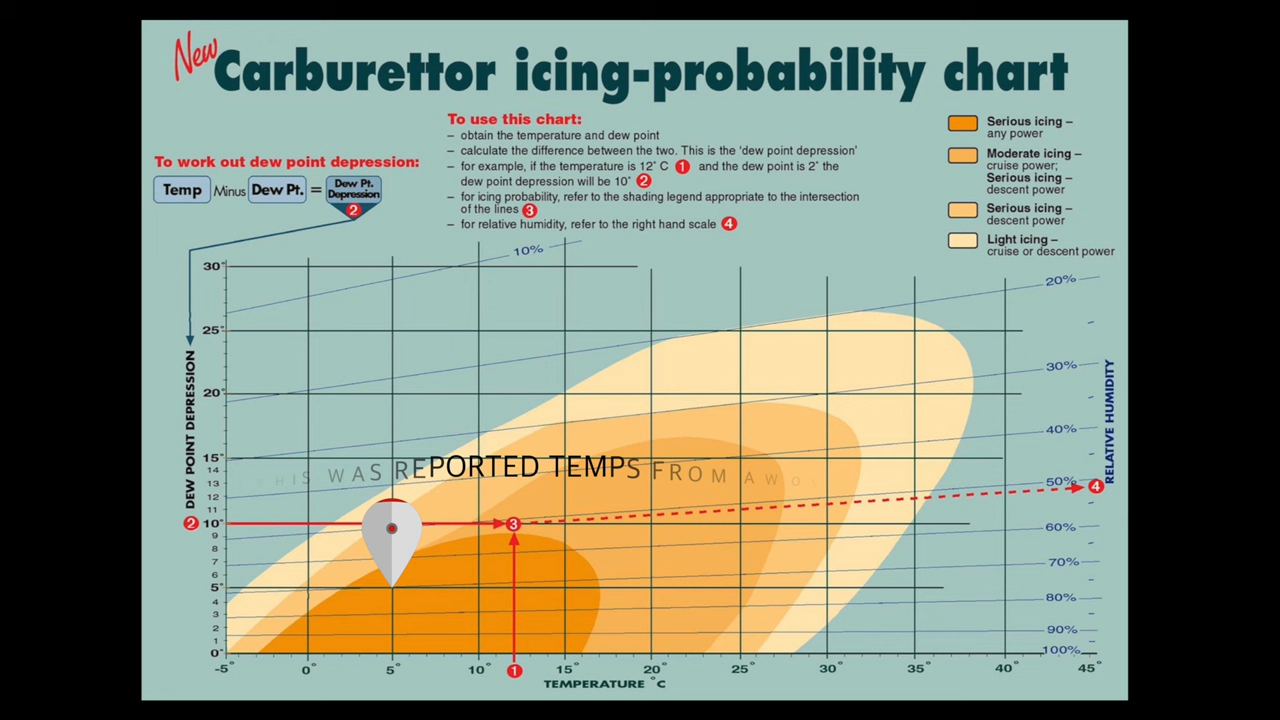 New
Carburettor icing-probability chart
To work out dew point depression:
Temp Minus Dew Pt. = Dew Pt. Depression
2
To use this chart:
– obtain the temperature and dew point
– calculate the difference between the two. This is the 'dew point depression'
– for example, if the temperature is 12° C 1 and the dew point is 2° the
dew point depression will be 10° 2
– for icing probability, refer to the shading legend appropriate to the intersection
of the lines 3
– for relative humidity, refer to the right hand scale 4
Serious icing –
any power
Moderate icing –
cruise power;
Serious icing –
descent power
Serious icing –
descent power
Light icing –
cruise or descent power
10%
20%
30%
40%
50%
60%
70%
80%
90%
100%
RELATIVE HUMIDITY
4
DEW POINT DEPRESSION
2
30°
25°
20°
15°
14
13
12
11
10°
9
8
7
6
5°
4
3
2
1
0°
THIS WAS REPORTED TEMPS FROM AWO
3
-5° 0° 5° 10° 1 15° 20° 25° 30° 35° 40° 45°
TEMPERATURE °C